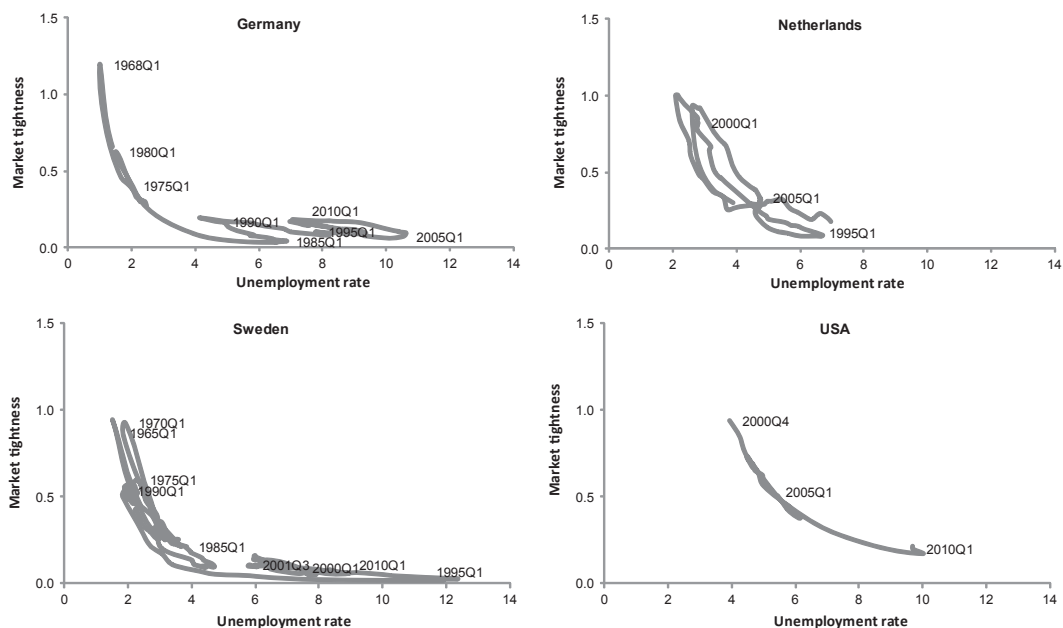 Germany
Market tightness
1.5
1.0
0.5
0.0
1968Q1
1980Q1
1975Q1
1990Q1
2010Q1
1995Q1
1985Q1
2005Q1
0 2 4 6 8 10 12 14
Unemployment rate
Netherlands
Market tightness
1.5
1.0
0.5
0.0
2000Q1
2005Q1
1995Q1
0 2 4 6 8 10 12 14
Unemployment rate
Sweden
Market tightness
1.5
1.0
0.5
0.0
1970Q1
1965Q1
1975Q1
1990Q1
1985Q1
2001Q3
2000Q1
2010Q1
1995Q1
0 2 4 6 8 10 12 14
Unemployment rate
USA
Market tightness
1.5
1.0
0.5
0.0
2000Q4
2005Q1
2010Q1
0 2 4 6 8 10 12 14
Unemployment rate